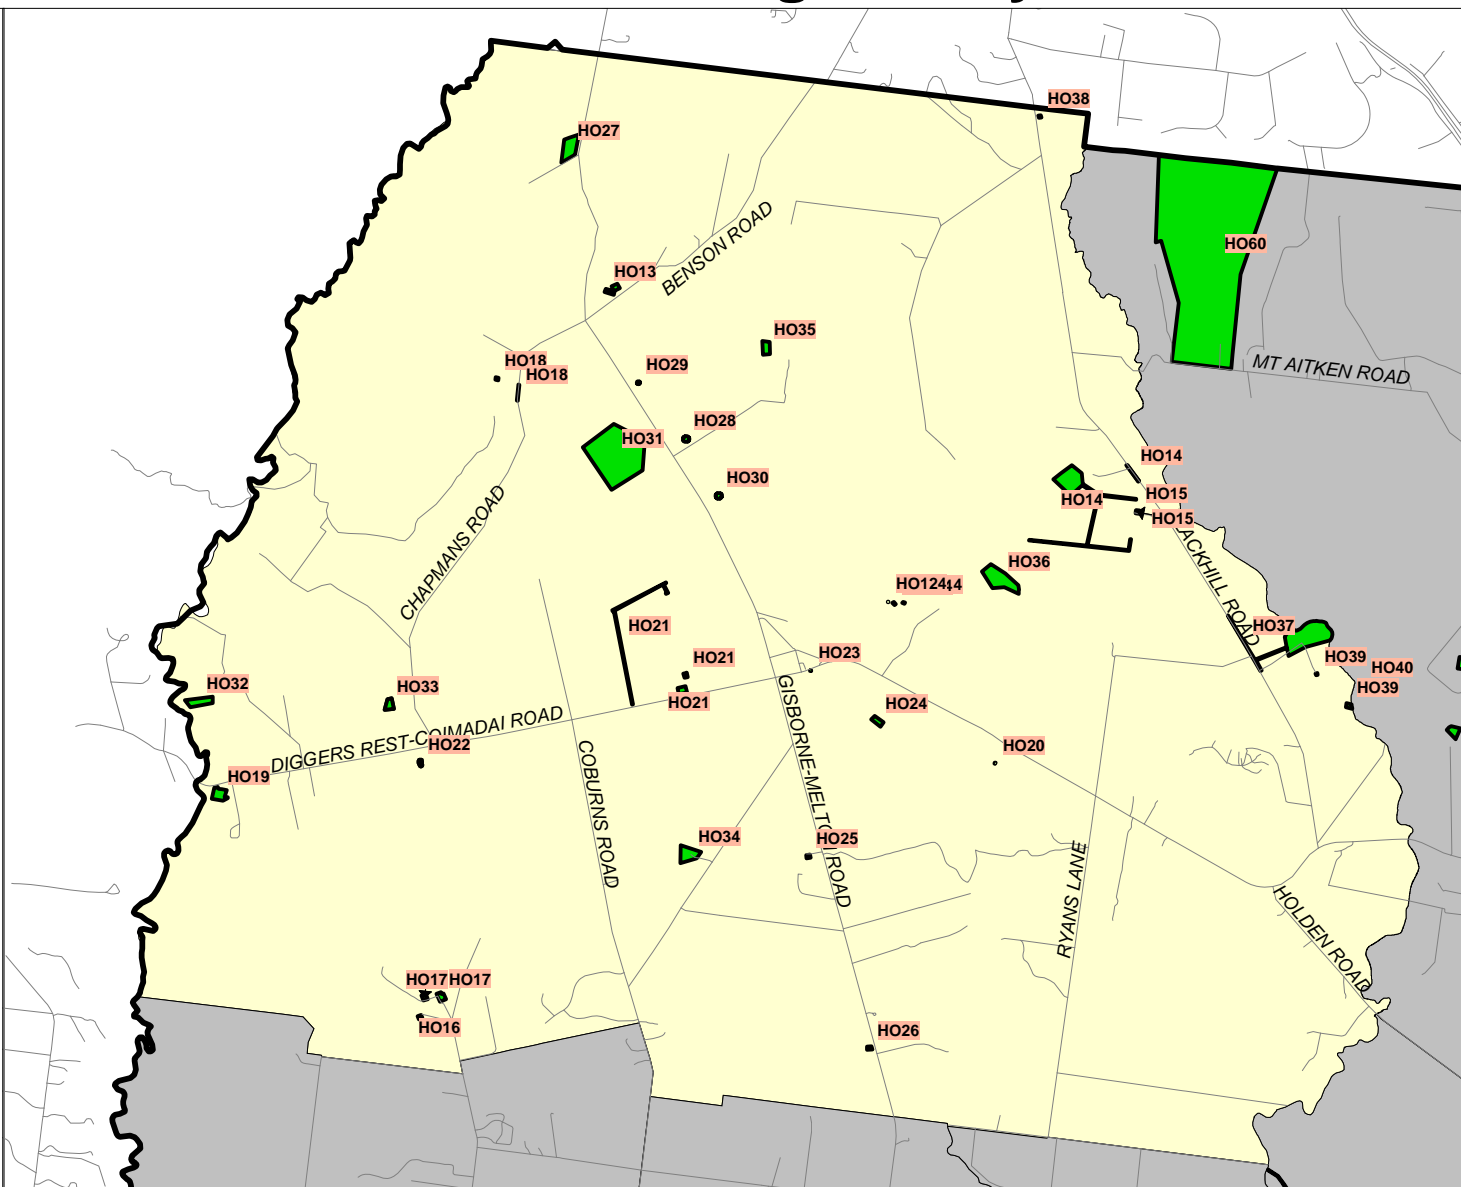 HO38
HO27
HO60
BENSON ROAD
HO13
HO35
HO18
HO18
HO29
MT AITKEN ROAD
HO28
HO31
HO30
HO14
HO14
HO15
HO15
CHAPMANS ROAD
ACKHILL ROAD
HO36
HO124
HO21
HO37
HO23
HO21
HO21
HO39
HO40
HO39
HO32
HO33
HO24
DIGGERS REST-COIMADAI ROAD
HO22
HO20
HO19
COBURNS ROAD
GISBORNE-MELTON ROAD
HO34
HO25
RYANS LANE
HOLDEN ROAD
HO17
HO17
HO16
HO26